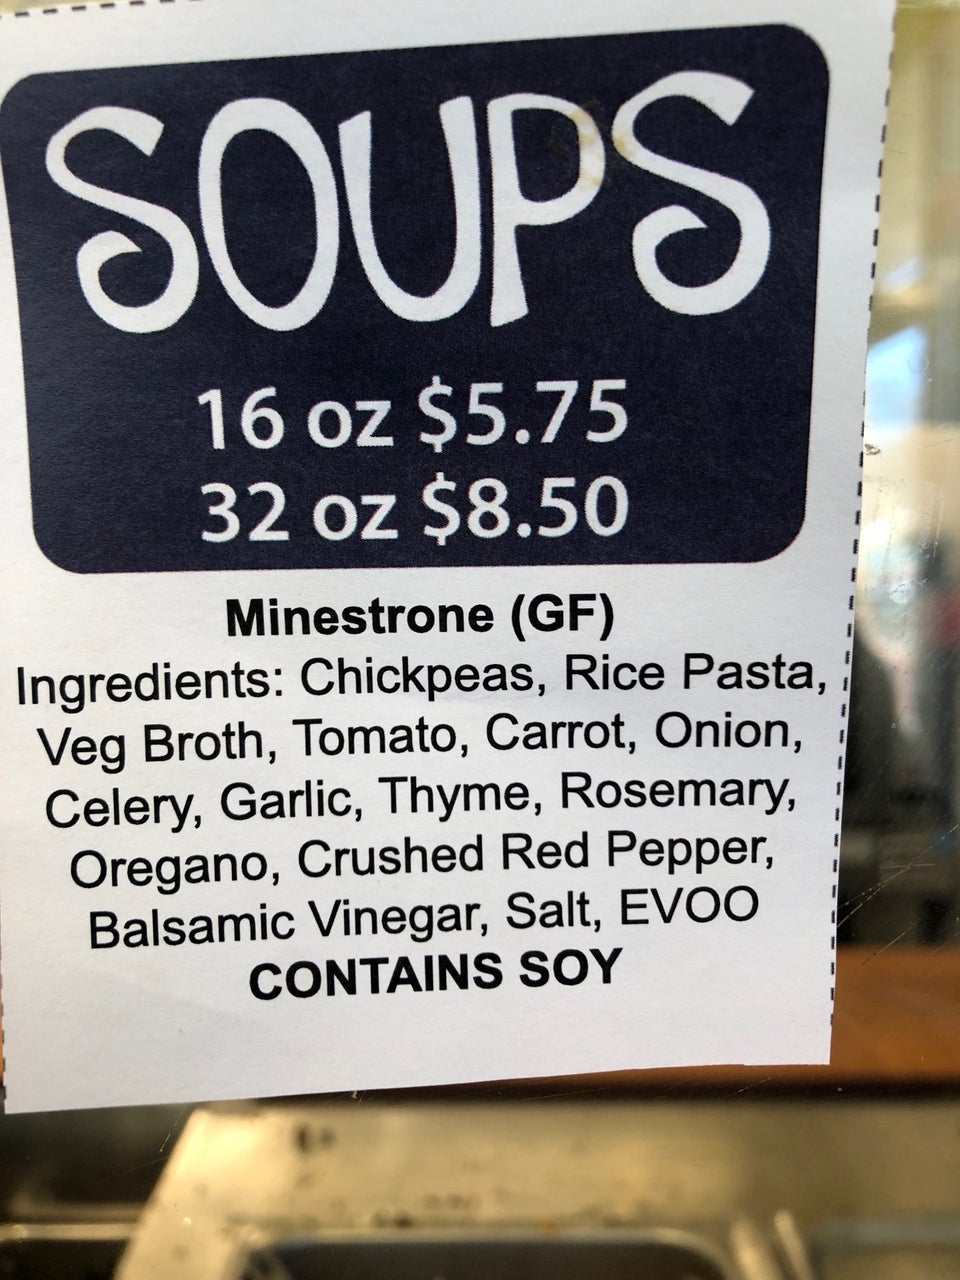 SOUPS
16 oz $5.75
32 oz $8.50
Minestrone (GF)
Ingredients: Chickpeas, Rice Pasta,
Veg Broth, Tomato, Carrot, Onion,
Celery, Garlic, Thyme, Rosemary,
Oregano, Crushed Red Pepper,
Balsamic Vinegar, Salt, EVOO
CONTAINS SOY